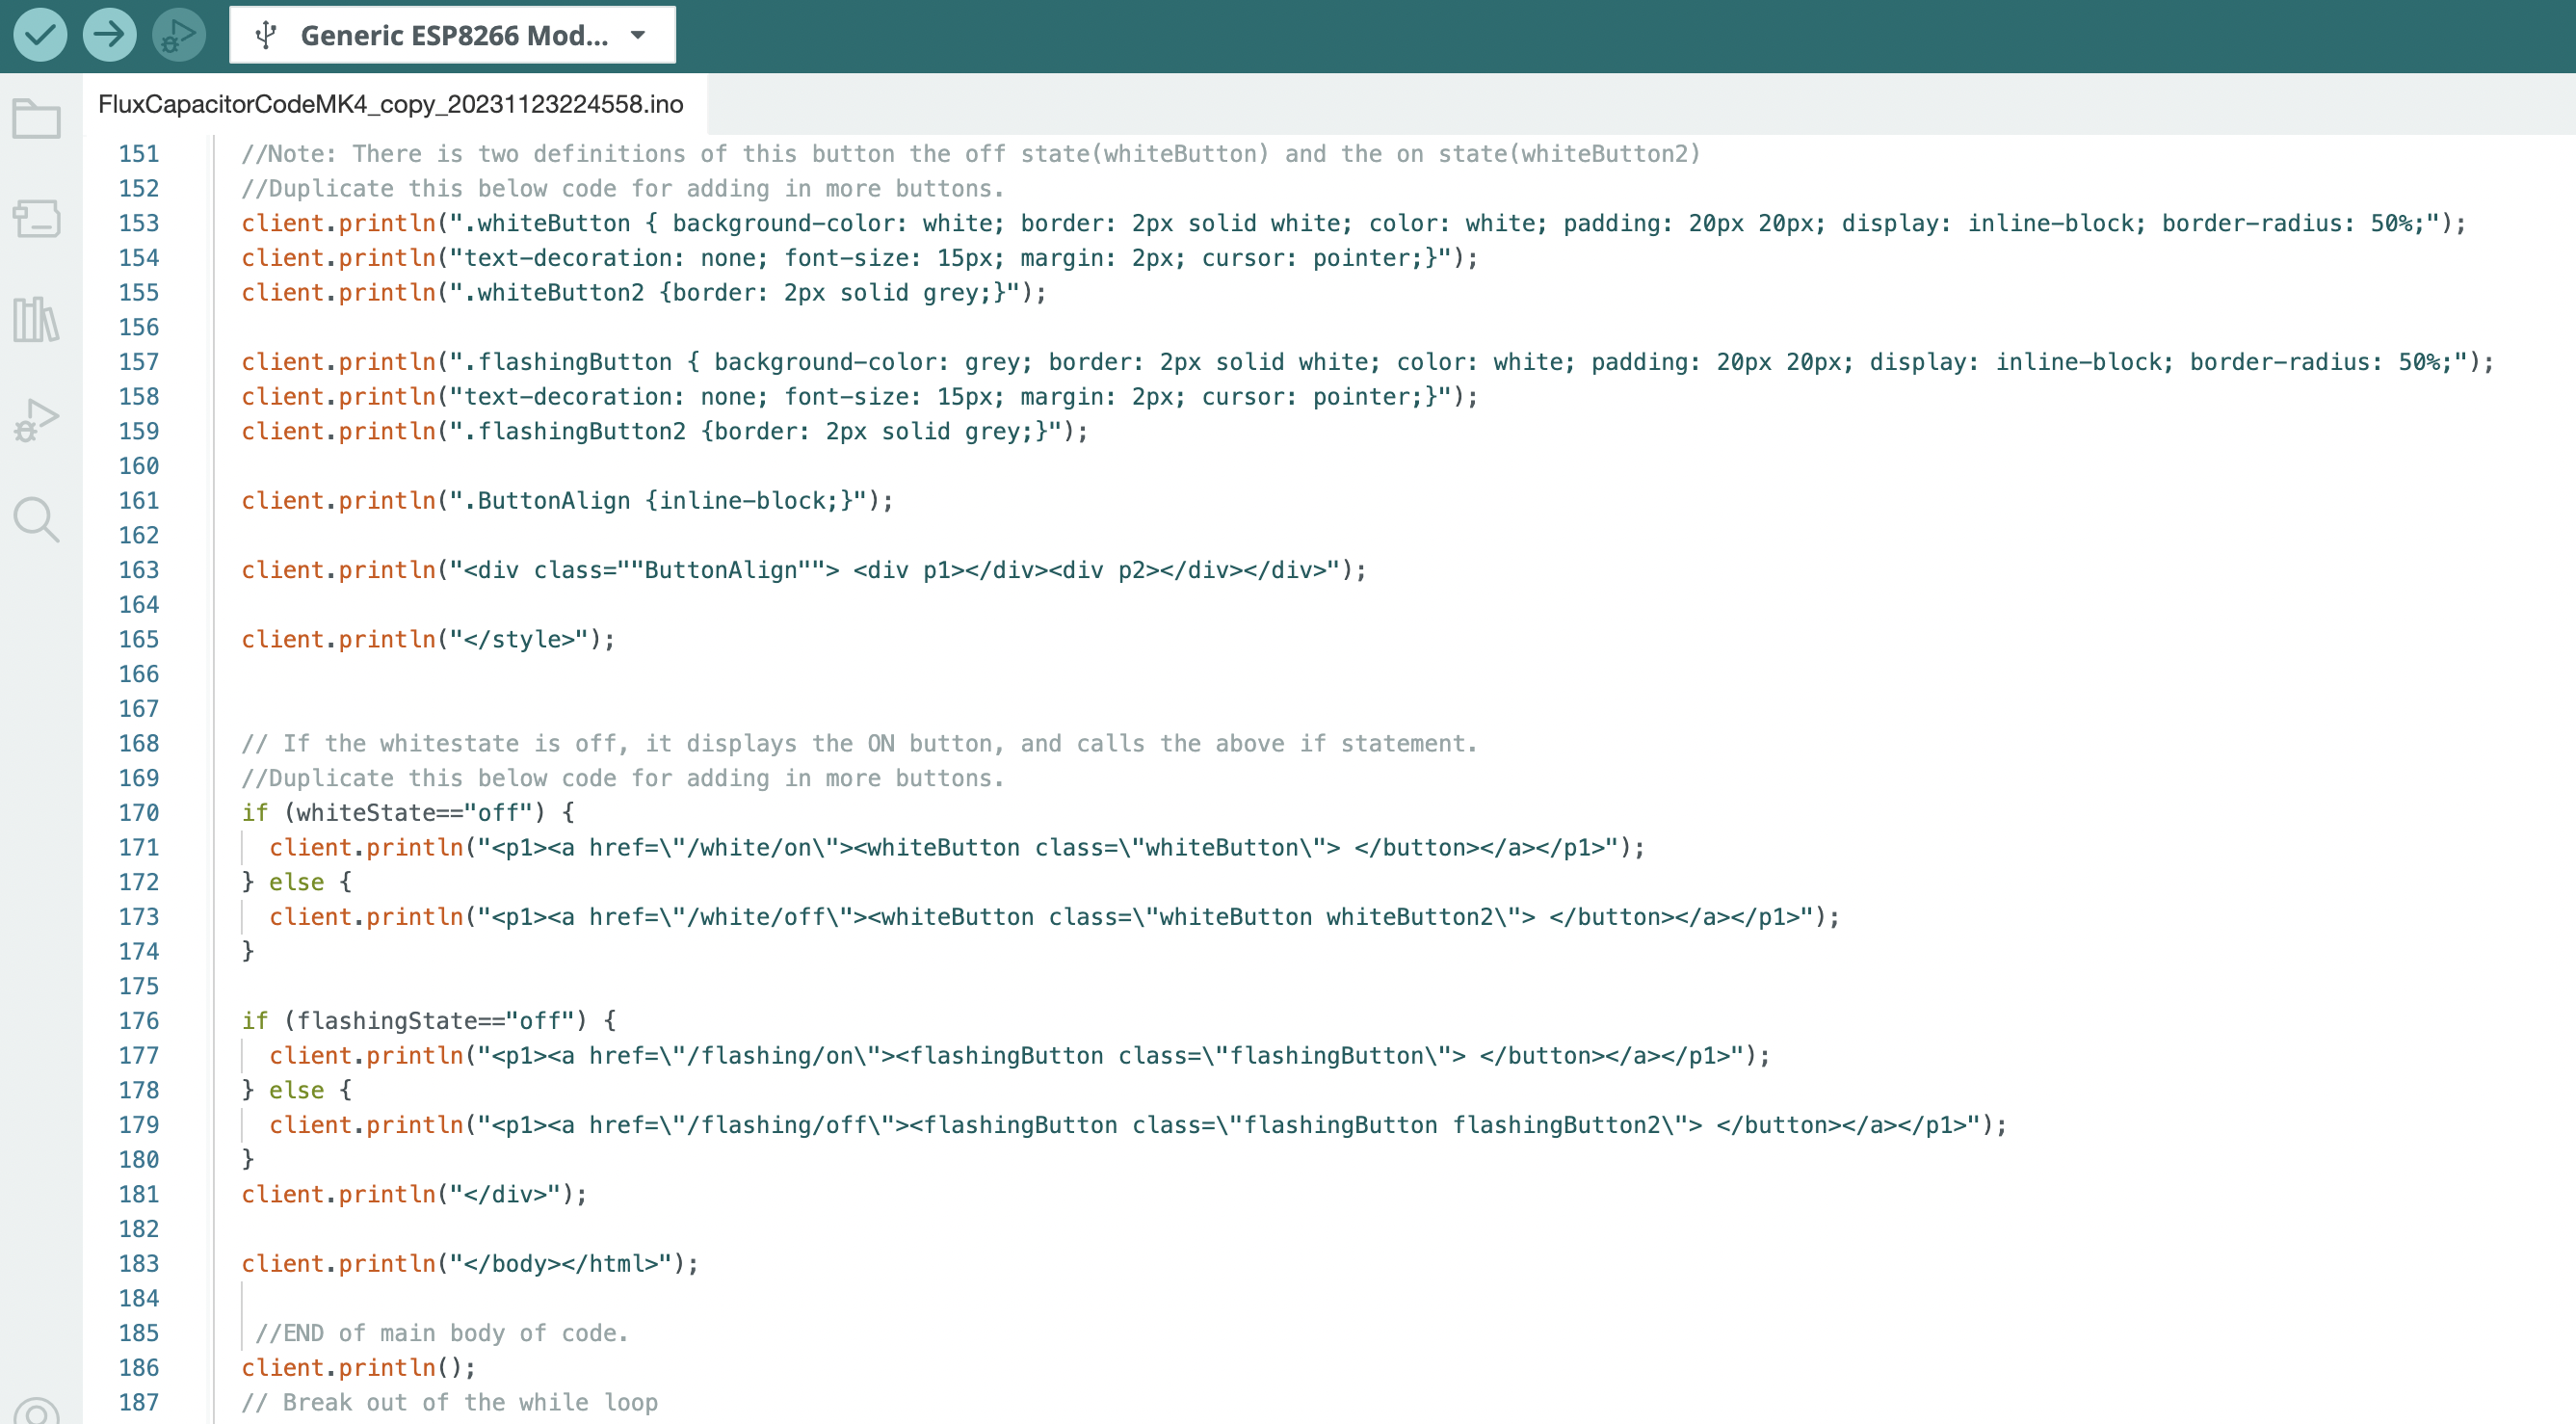 Generic ESP8266 Mod...
FluxCapacitorCodeMK4_copy_20231123224558.ino
151 //Note: There is two definitions of this button the off state(whiteButton) and the on state(whiteButton2)
152 //Duplicate this below code for adding in more buttons.
153 client.println(".whiteButton { background-color: white; border: 2px solid white; color: white; padding: 20px 20px; display: inline-block; border-radius: 50%;");
154 client.println("text-decoration: none; font-size: 15px; margin: 2px; cursor: pointer;}");
155 client.println(".whiteButton2 {border: 2px solid grey;}");
156
157 client.println(".flashingButton { background-color: grey; border: 2px solid white; color: white; padding: 20px 20px; display: inline-block; border-radius: 50%;");
158 client.println("text-decoration: none; font-size: 15px; margin: 2px; cursor: pointer;}");
159 client.println(".flashingButton2 {border: 2px solid grey;}");
160
161 client.println(".ButtonAlign {inline-block;}");
162
163 client.println("<div class=""ButtonAlign""> <div p1></div><div p2></div></div>");
164
165 client.println("</style>");
166
167
168 // If the whitestate is off, it displays the ON button, and calls the above if statement.
169 //Duplicate this below code for adding in more buttons.
170 if (whiteState=="off") {
171 client.println("<p1><a href=\"/white/on\"><whiteButton class=\"whiteButton\"> </button></a></p1>");
172 } else {
173 client.println("<p1><a href=\"/white/off\"><whiteButton class=\"whiteButton whiteButton2\"> </button></a></p1>");
174 }
175
176 if (flashingState=="off") {
177 client.println("<p1><a href=\"/flashing/on\"><flashingButton class=\"flashingButton\"> </button></a></p1>");
178 } else {
179 client.println("<p1><a href=\"/flashing/off\"><flashingButton class=\"flashingButton flashingButton2\"> </button></a></p1>");
180 }
181 client.println("</div>");
182
183 client.println("</body></html>");
184
185 //END of main body of code.
186 client.println();
187 // Break out of the while loop